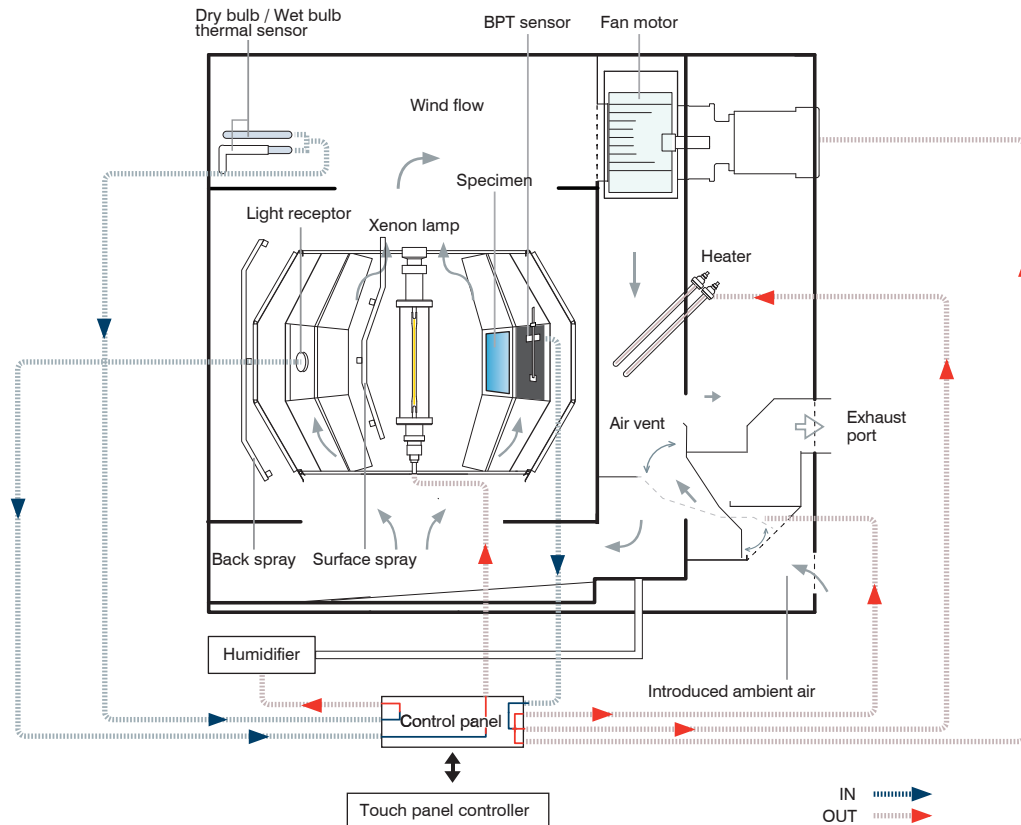 Dry bulb / Wet bulb
thermal sensor
BPT sensor
Fan motor
Wind flow
Specimen
Light receptor
Xenon lamp
Heater
Air vent
Exhaust
port
Back spray
Surface spray
Humidifier
Introduced ambient air
Control panel
Touch panel controller
IN
OUT